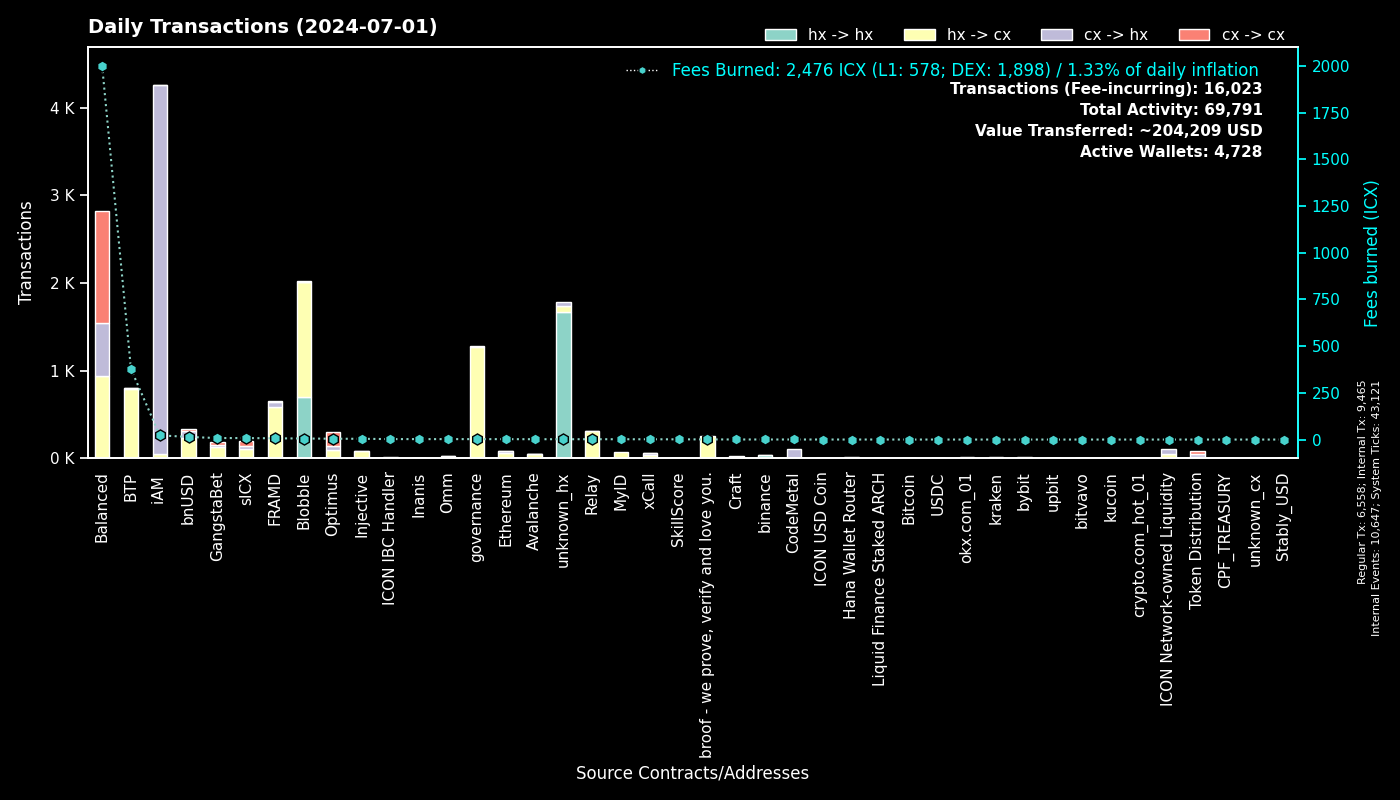 Daily Transactions (2024-07-01)
hx -> hx
hx -> cx
cx -> hx
cx -> cx
Fees Burned: 2,476 ICX (L1: 578; DEX: 1,898) / 1.33% of daily inflation
Transactions (Fee-incurring): 16,023
Total Activity: 69,791
Value Transferred: ~204,209 USD
Active Wallets: 4,728
Transactions
4 K
3 K
2 K
1 K
0 K
2000
1750
1500
1250
1000
750
500
250
0
Fees burned (ICX)
Regular Tx: 6,558; Internal Tx: 9,465
Internal Events: 10,647; System Ticks: 43,121
Balanced
BTP
iAM
bnUSD
GangstaBet
sICX
FRAMD
Blobble
Optimus
Injective
ICON IBC Handler
Inanis
Omm
governance
Ethereum
Avalanche
unknown_hx
Relay
MyID
xCall
SkillScore
broof - we prove, verify and love you.
Craft
binance
CodeMetal
ICON USD Coin
Hana Wallet Router
Liquid Finance Staked ARCH
Bitcoin
USDC
okx.com_01
kraken
bybit
upbit
bitvavo
kucoin
crypto.com_hot_01
ICON Network-owned Liquidity
Token Distribution
CPF_TREASURY
unknown_cx
Stably_USD
Source Contracts/Addresses